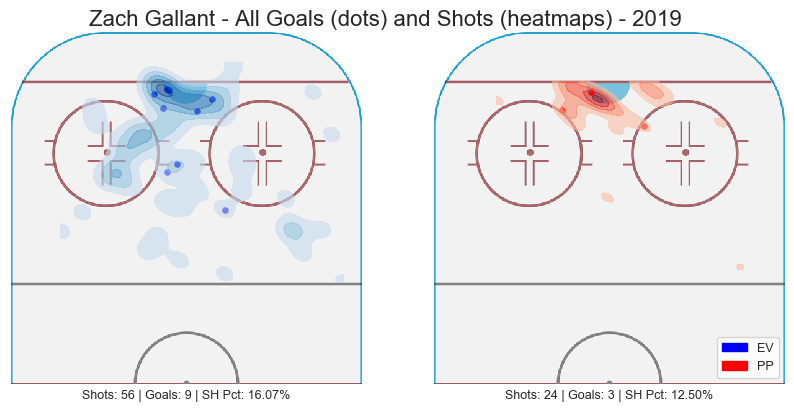 Zach Gallant - All Goals (dots) and Shots (heatmaps) - 2019
EV
PP
Shots: 56 | Goals: 9 | SH Pct: 16.07%
Shots: 24 | Goals: 3 | SH Pct: 12.50%